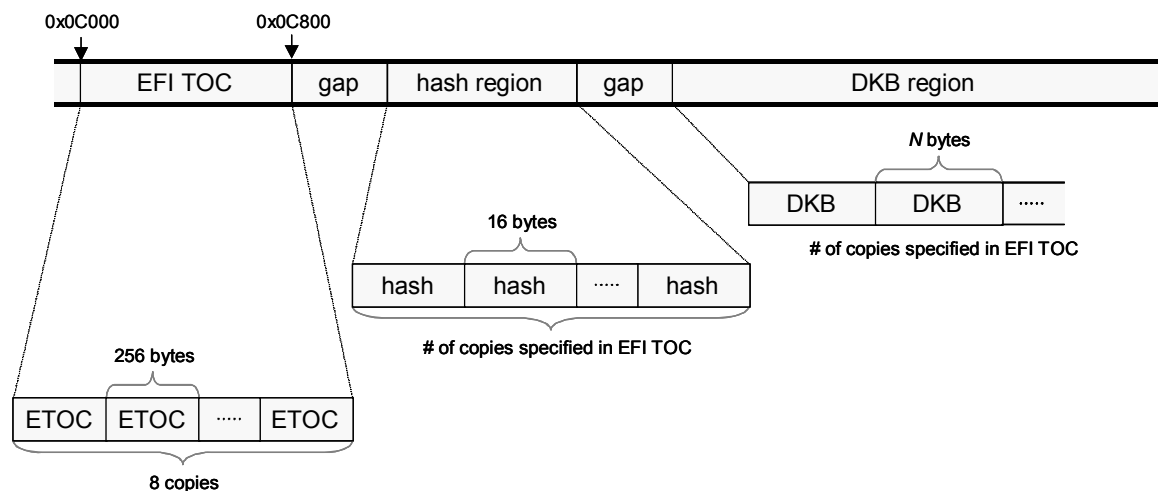 0x0C000 0x0C800
EFI TOC gap hash region gap DKB region
N bytes
DKB DKB .....
# of copies specified in EFI TOC
16 bytes
hash hash ..... hash
# of copies specified in EFI TOC
256 bytes
ETOC ETOC ..... ETOC
8 copies